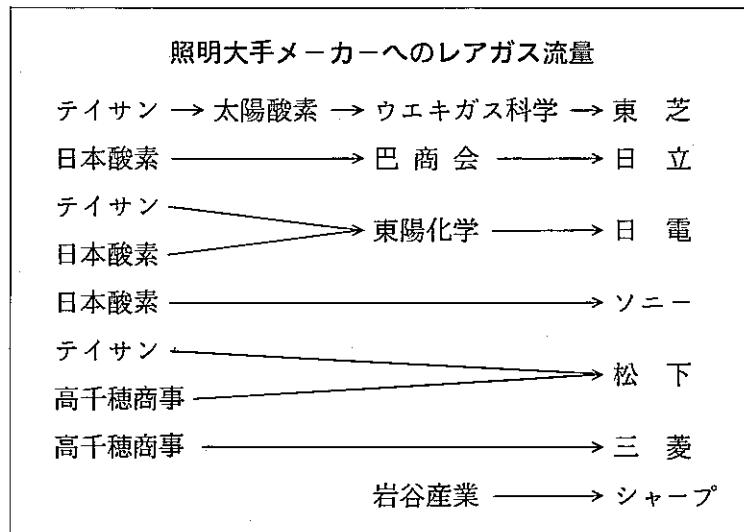 照明大手メーカーへのレアガス流量
テイサン → 太陽酸素 → ウエキガス科学 → 東 芝
日本酸素 → 巴 商 会 → 日 立
テイサン
東陽化学 → 日 電
日本酸素
日本酸素 → ソニー
テイサン
松 下
高千穂商事
高千穂商事 → 三 菱
岩谷産業 → シャープ